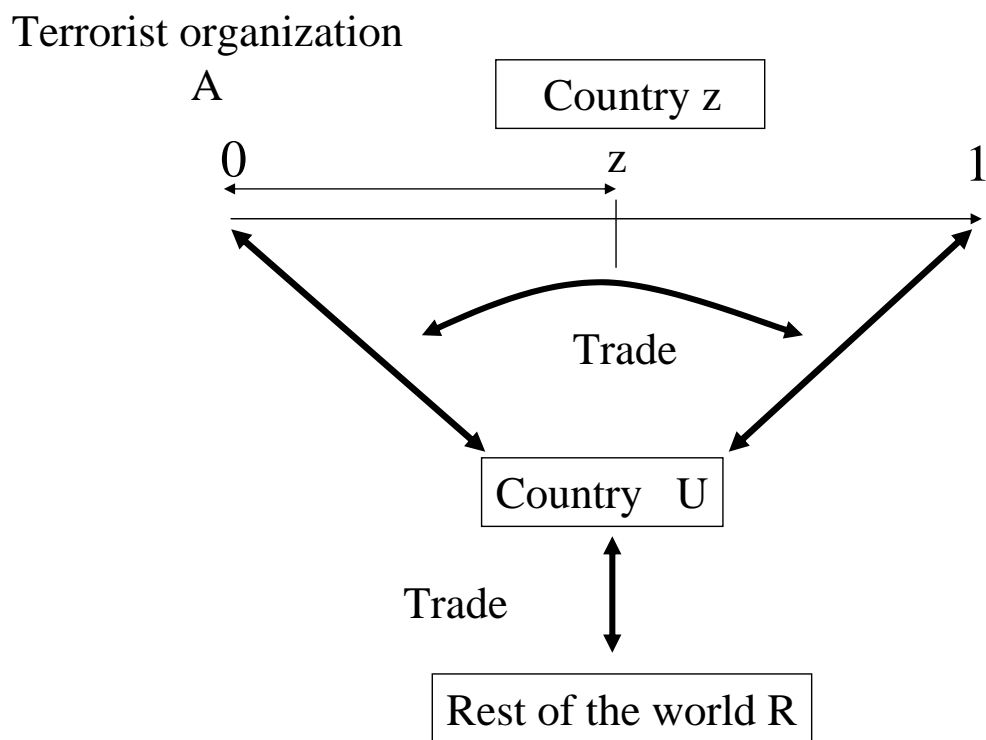 Terrorist organization
A
Country z
0
z
1
Trade
Country U
Trade
Rest of the world R